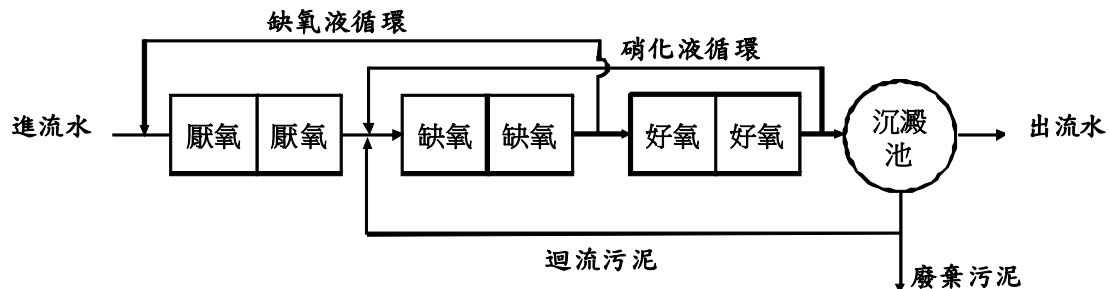 缺氧液循環
硝化液循環
進流水
厭氧
厭氧
缺氧
缺氧
好氧
好氧
沉澱
池
出流水
迴流污泥
廢棄污泥